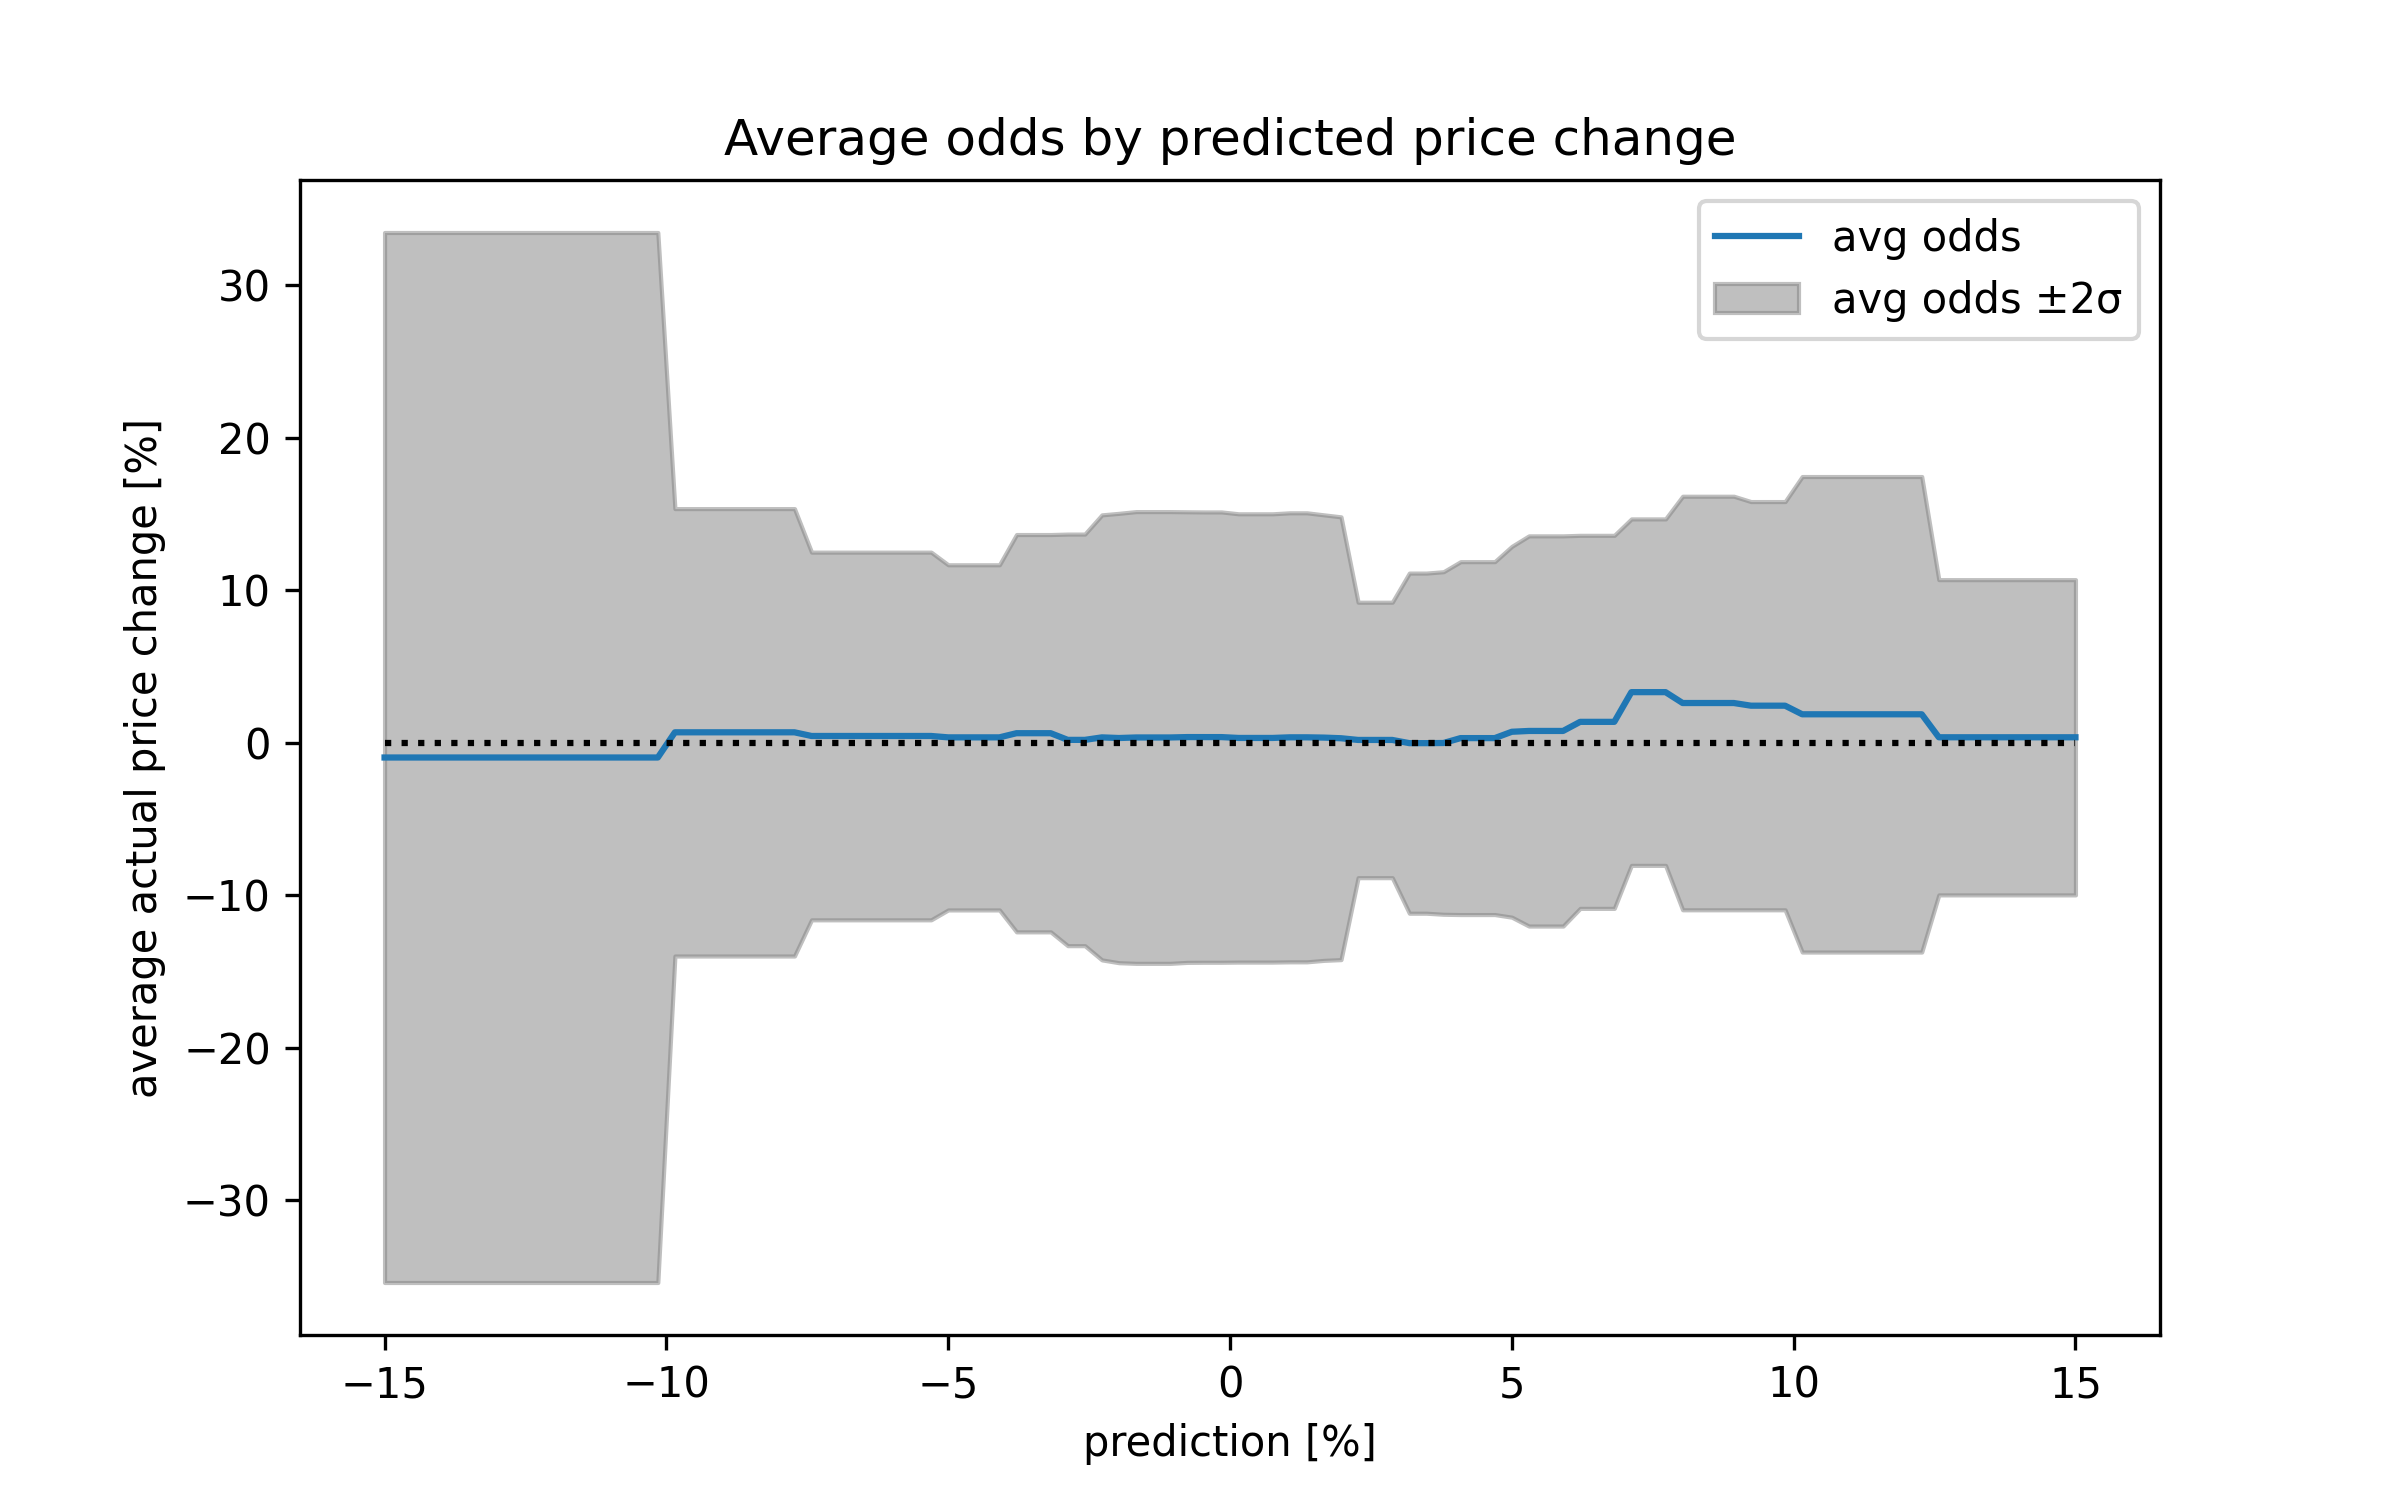 Average odds by predicted price change
avg odds
avg odds ±2σ
average actual price change [%]
30
20
10
0
−10
−20
−30
−15
−10
−5
0
5
10
15
prediction [%]